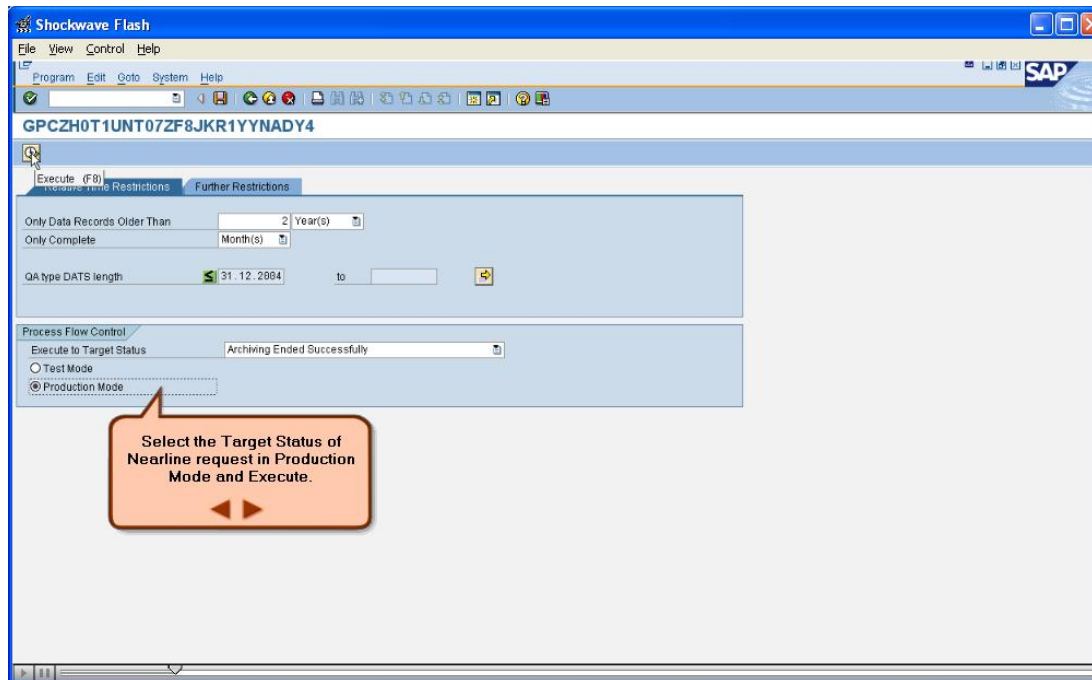 Shockwave Flash
File View Control Help
Program Edit Goto System Help
SAP
GPCZH0T1UNT07ZF8JKR1YYNADY4
Execute (F8)
Relative Time Restrictions Further Restrictions
Only Data Records Older Than 2 Year(s)
Only Complete Month(s)
QA type DATS length 31.12.2004 to
Process Flow Control
Execute to Target Status Archiving Ended Successfully
Test Mode
Production Mode
Select the Target Status of
Nearline request in Production
Mode and Execute.